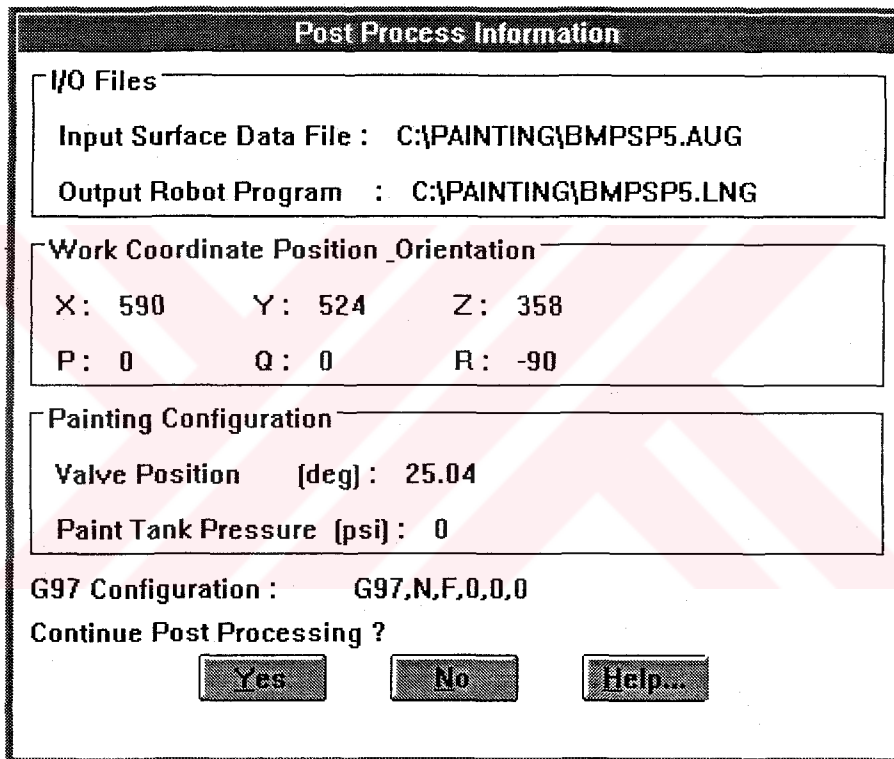 Post Process Information
I/O Files
Input Surface Data File : C:\PAINTING\BMPSP5.AUG
Output Robot Program : C:\PAINTING\BMPSP5.LNG
Work Coordinate Position _Orientation
X : 590 Y : 524 Z : 358
P : 0 Q : 0 R : -90
Painting Configuration
Valve Position (deg) : 25.04
Paint Tank Pressure (psi) : 0
G97 Configuration : G97,N,F,0,0,0
Continue Post Processing ?
Yes No Help...